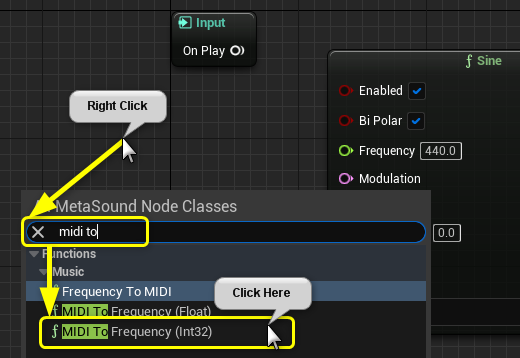 Input
On Play
Sine
Right Click
Enabled
Bi Polar
Frequency 440.0
Modulation
MetaSound Node Classes
midi to
0.0
Functions
Music
Frequency To MIDI
Click Here
MIDI To Frequency (Float)
MIDI To Frequency (Int32)